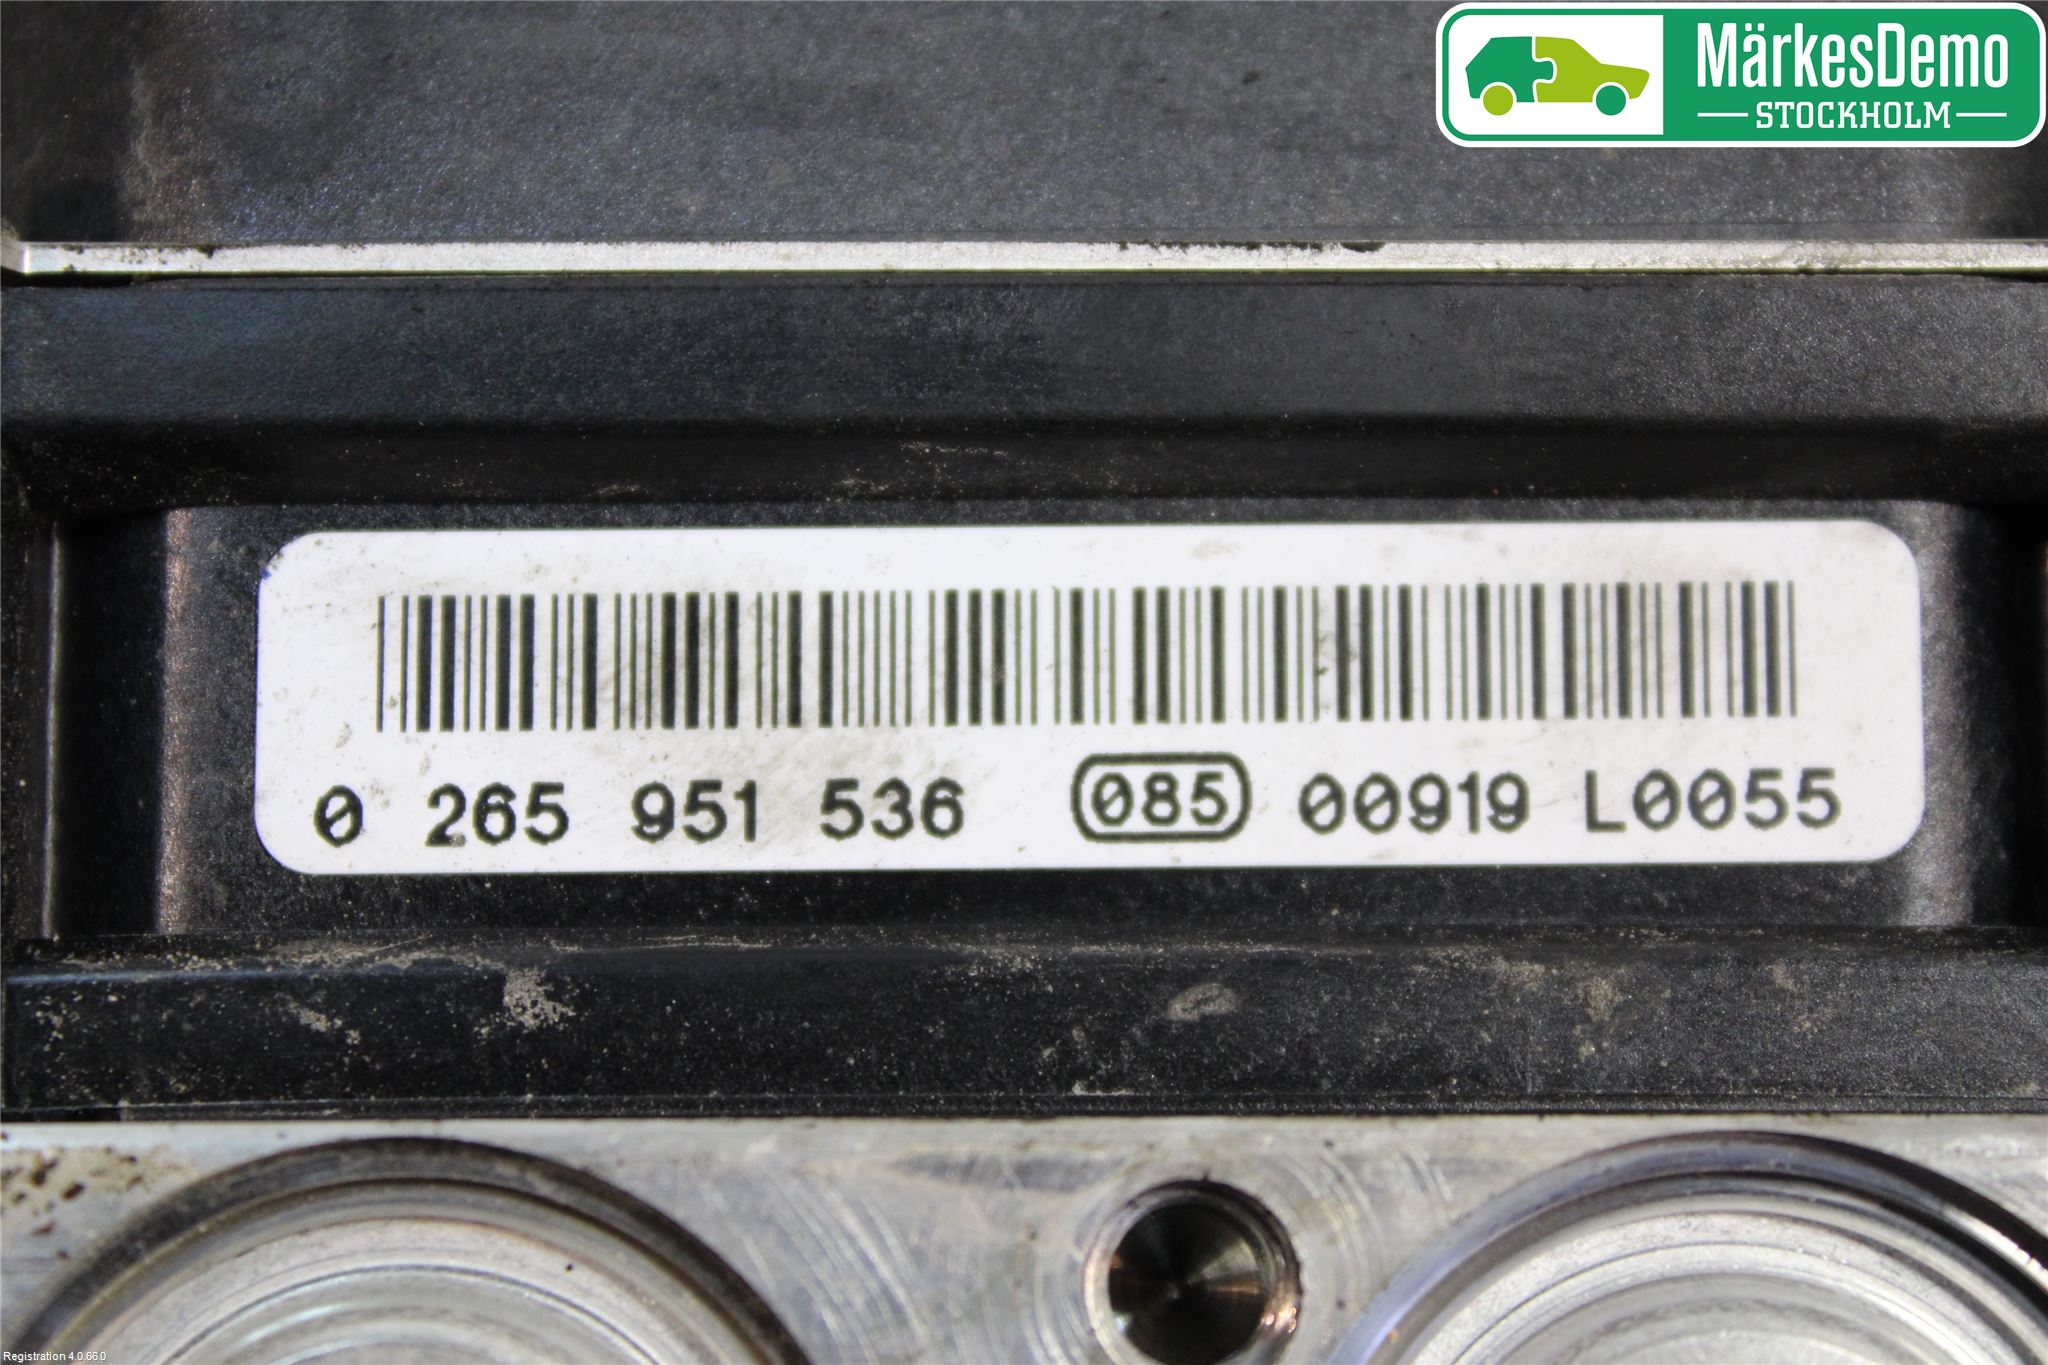 MärkesDemo
STOCKHOLM
0 265 951 536 085 00919 L0055
Registration 4.0.66.0